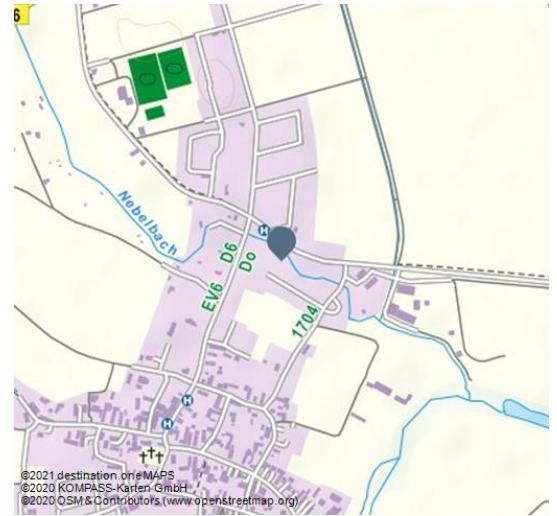 6
Nebelbach
H
D6
Do
EV6
1704
H
H
©2021 destination.one MAPS
©2020 KOMPASS-Karten GmbH
©2020 OSM & Contributors (www.openstreetmap.org)